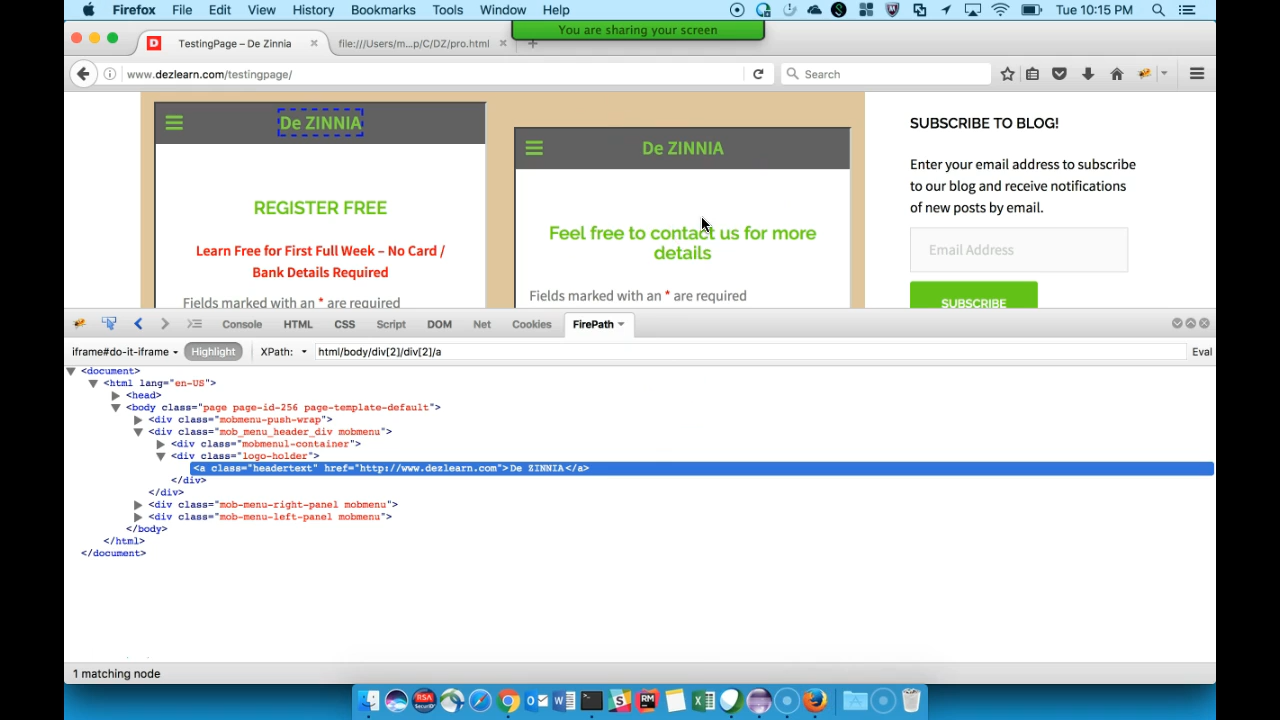 Firefox File Edit View History Bookmarks Tools Window Help Tue 10:15 PM
You are sharing your screen
TestingPage – De Zinnia
file:///Users/m...p/C/DZ/pro.html
www.dezlearn.com/testingpage/
Search
De ZINNIA
REGISTER FREE
Learn Free for First Full Week – No Card /
Bank Details Required
Fields marked with an * are required
De ZINNIA
Feel free to contact us for more
details
Fields marked with an * are required
SUBSCRIBE TO BLOG!
Enter your email address to subscribe
to our blog and receive notifications
of new posts by email.
Email Address
SUBSCRIBE
Console HTML CSS Script DOM Net Cookies FirePath
iframe#do-it-iframe Highlight XPath: html/body/div[2]/div[2]/a Eval
<document>
<html lang="en-US">
<head>
<body class="page page-id-256 page-template-default">
<div class="mobmenu-push-wrap">
<div class="mob_menu_header_div mobmenu">
<div class="mobmenul-container">
<div class="logo-holder">
<a class="headertext" href="http://www.dezlearn.com">De ZINNIA</a>
</div>
</div>
<div class="mob-menu-right-panel mobmenu">
<div class="mob-menu-left-panel mobmenu">
</body>
</html>
</document>
1 matching node